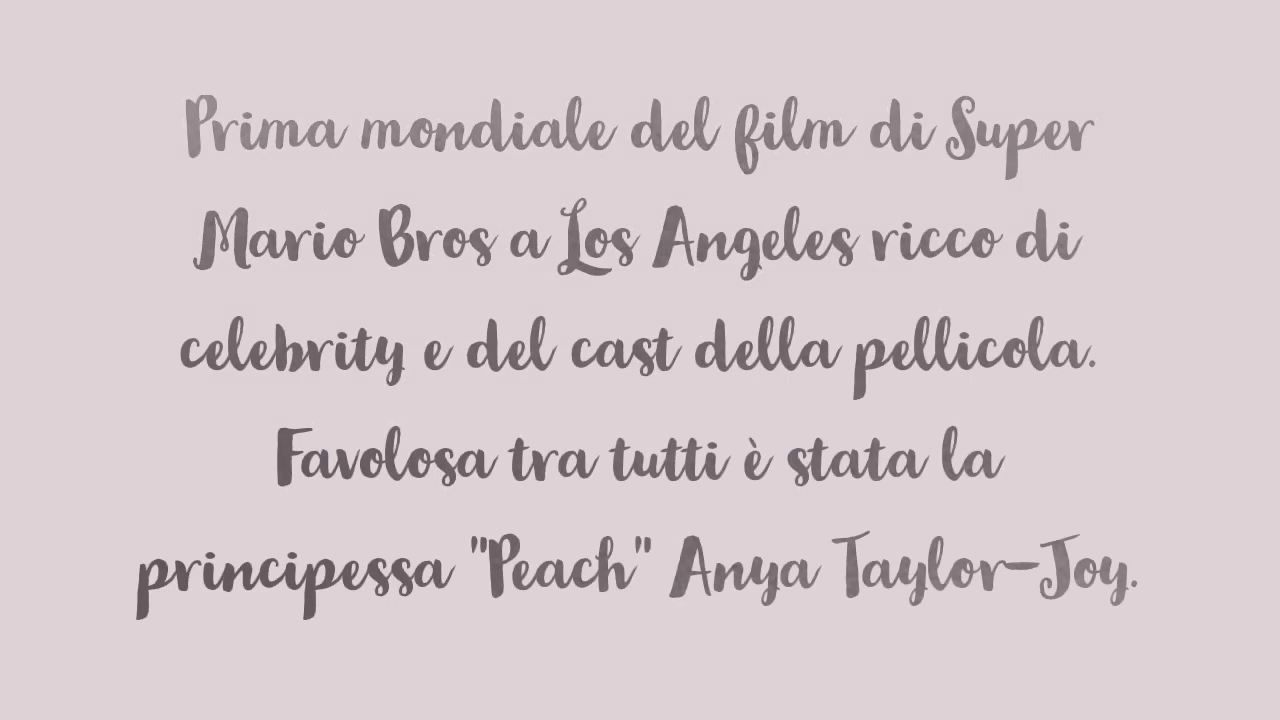 Prima mondiale del film di Super
Mario Bros a Los Angeles ricco di
celebrity e del cast della pellicola.
Favolosa tra tutti è stata la
principessa "Peach" Anya Taylor-Joy.